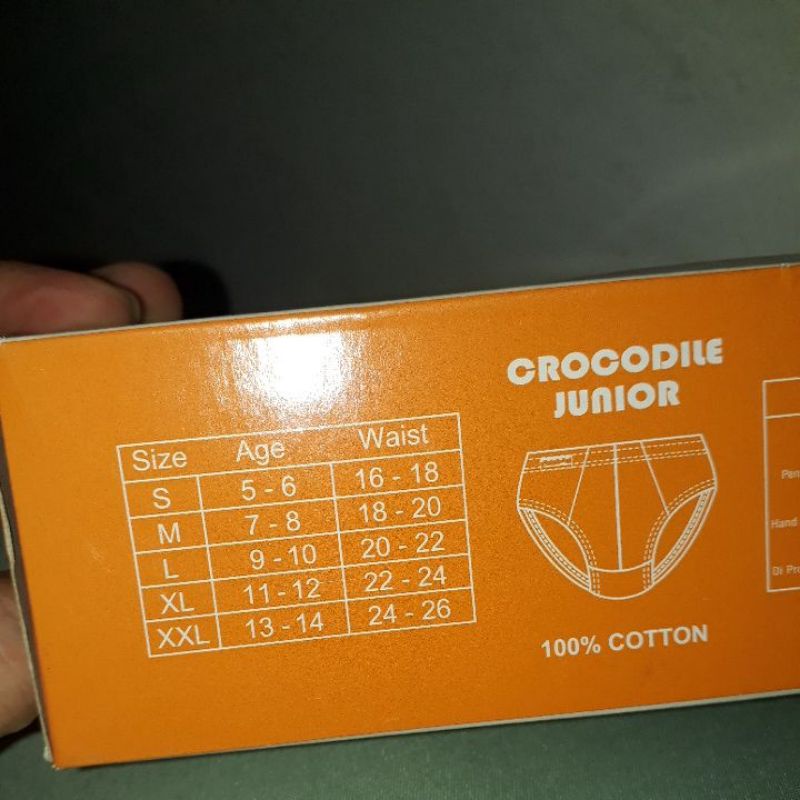 CROCODILE
JUNIOR
Size Age Waist
S 5 - 6 16 - 18
M 7 - 8 18 - 20
L 9 - 10 20 - 22
XL 11 - 12 22 - 24
XXL 13 - 14 24 - 26
100% COTTON
Hand